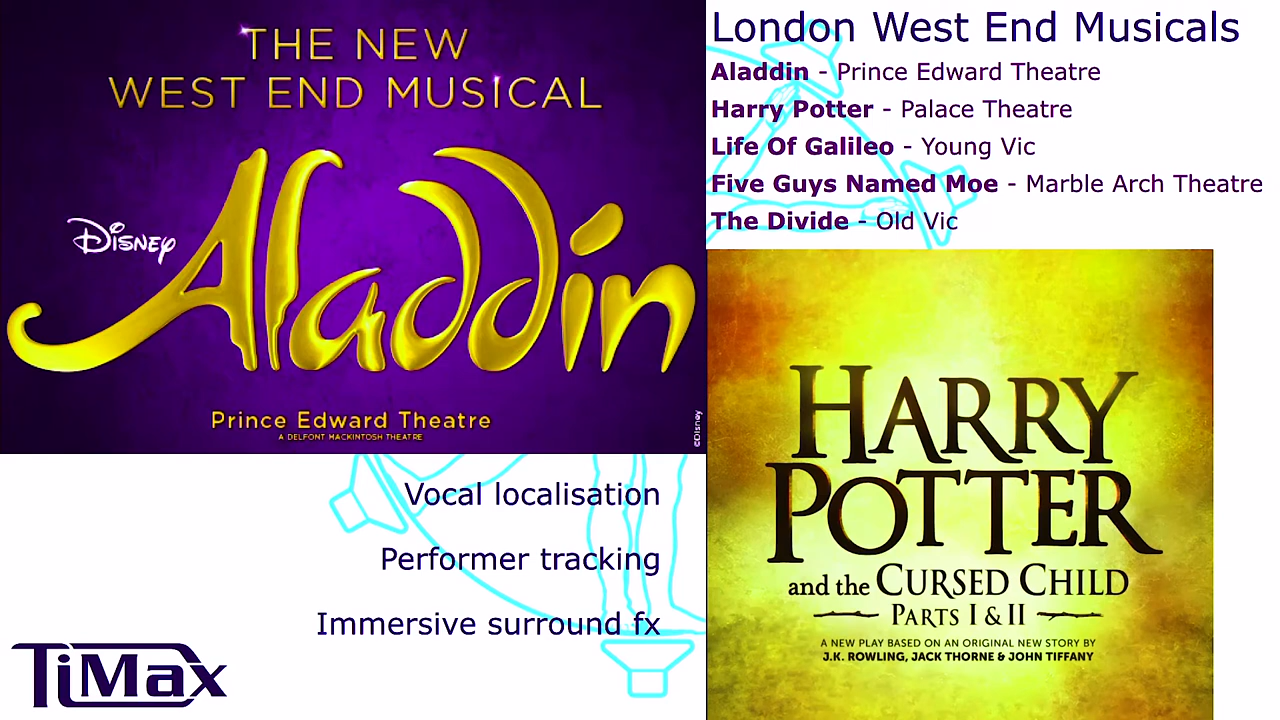 THE NEW
WEST END MUSICAL
Disney
Aladdin
Prince Edward Theatre
A DELFONT MACKINTOSH THEATRE
©Disney
London West End Musicals
Aladdin - Prince Edward Theatre
Harry Potter - Palace Theatre
Life Of Galileo - Young Vic
Five Guys Named Moe - Marble Arch Theatre
The Divide - Old Vic
Vocal localisation
Performer tracking
Immersive surround fx
TiMax
HARRY
POTTER
and the CURSED CHILD
PARTS I & II
A NEW PLAY BASED ON AN ORIGINAL NEW STORY BY
J.K. ROWLING, JACK THORNE & JOHN TIFFANY